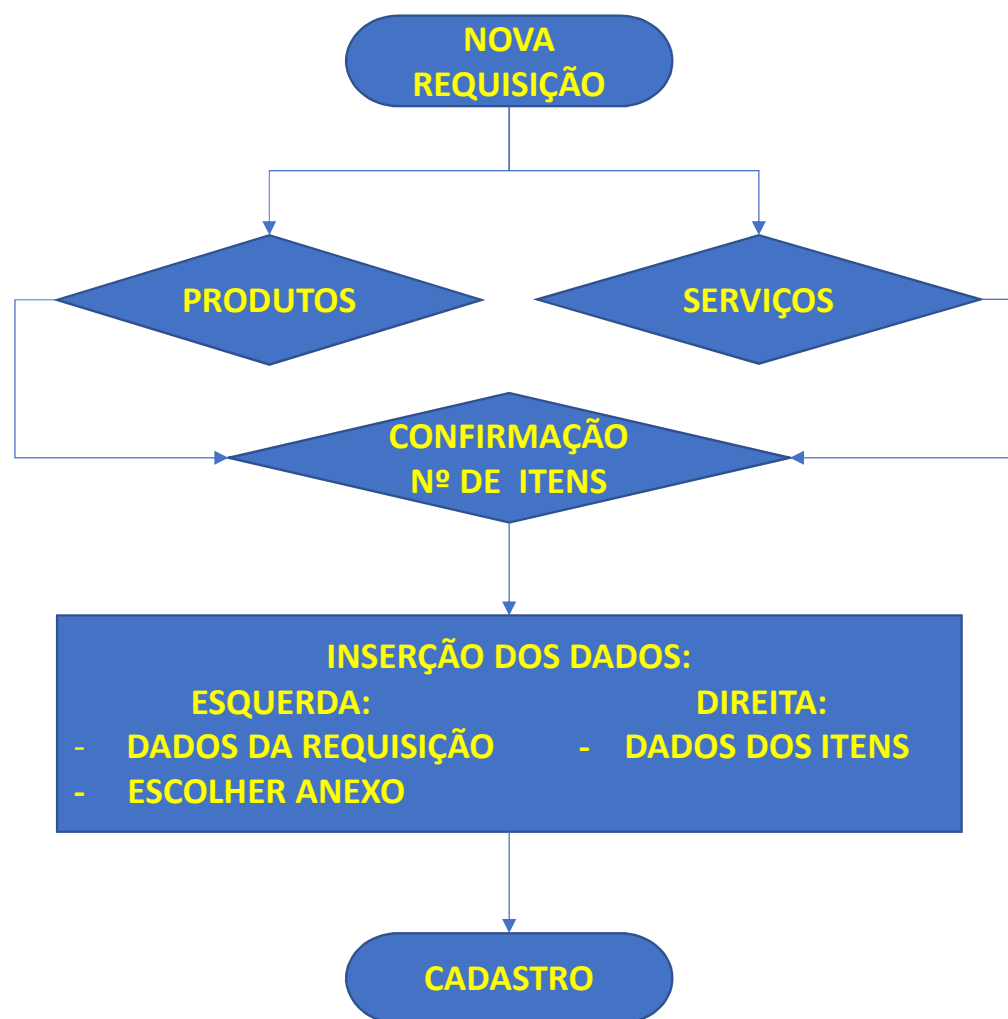 NOVA
REQUISIÇÃO
PRODUTOS
SERVIÇOS
CONFIRMAÇÃO
Nº DE ITENS
INSERÇÃO DOS DADOS:
ESQUERDA:
- DADOS DA REQUISIÇÃO
- ESCOLHER ANEXO
DIREITA:
- DADOS DOS ITENS
CADASTRO